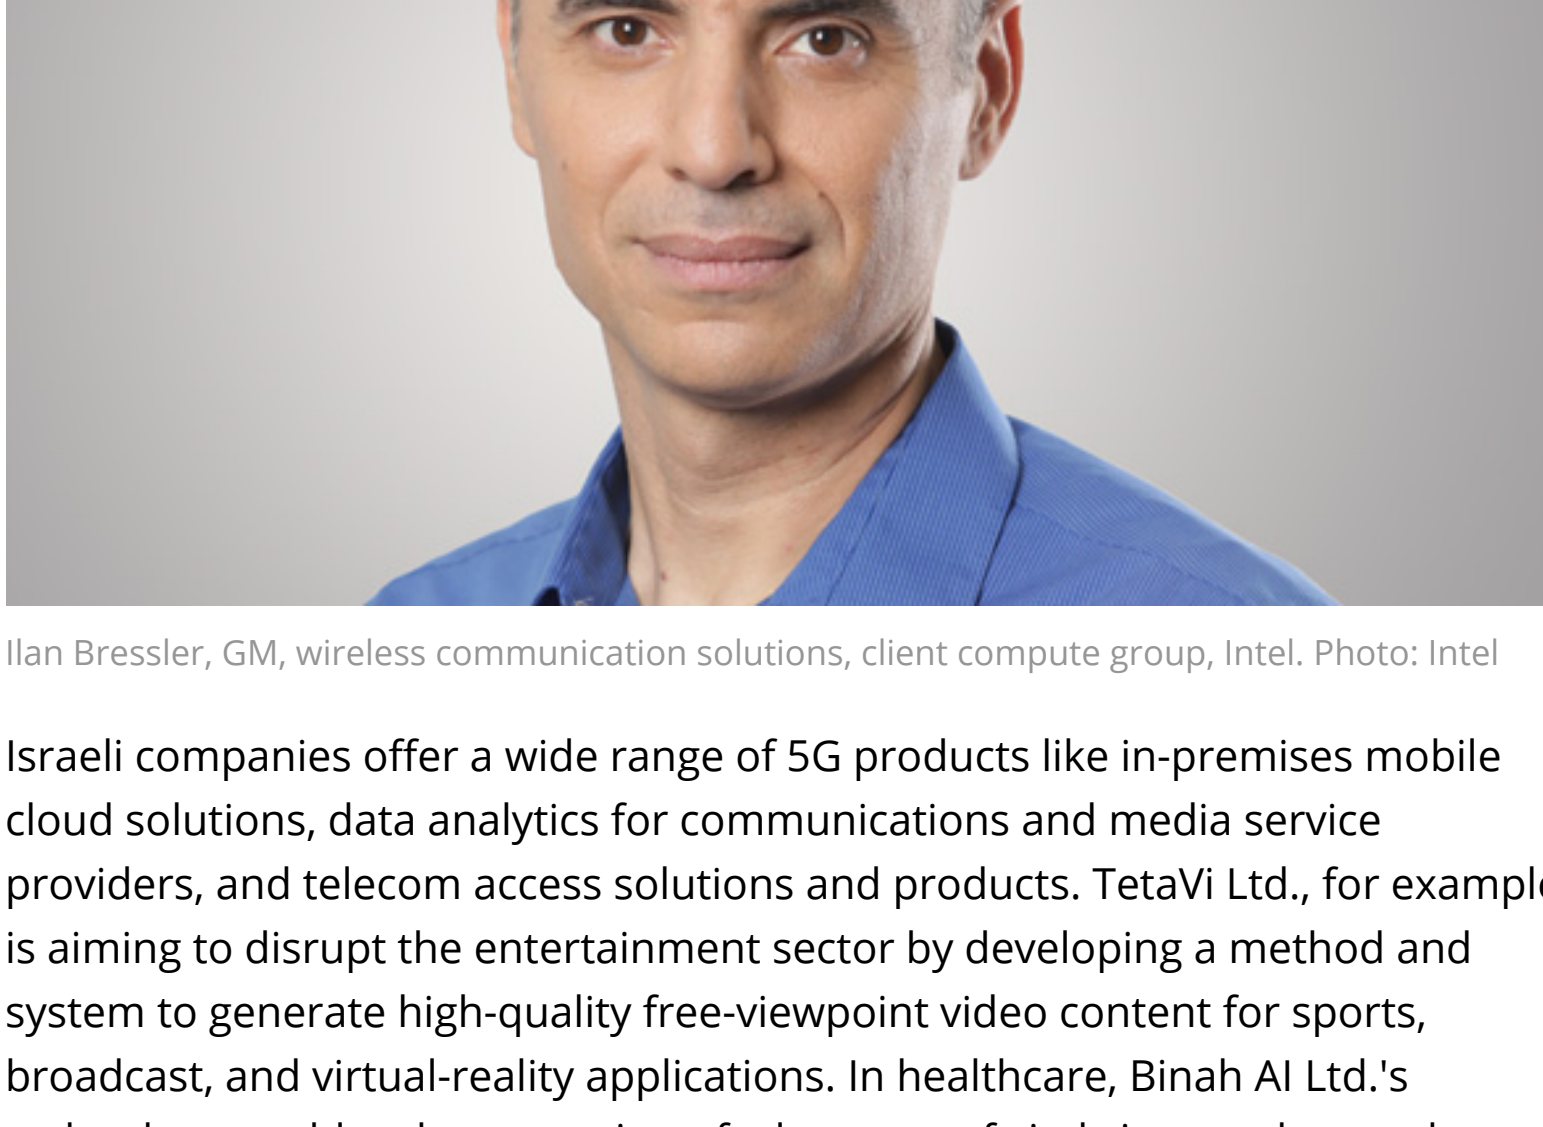 Ilan Bressler, GM, wireless communication solutions, client compute group, Intel. Photo: Intel
Israeli companies offer a wide range of 5G products like in-premises mobile
cloud solutions, data analytics for communications and media service
providers, and telecom access solutions and products. TetaVi Ltd., for example
is aiming to disrupt the entertainment sector by developing a method and
system to generate high-quality free-viewpoint video content for sports,
broadcast, and virtual-reality applications. In healthcare, Binah AI Ltd.'s